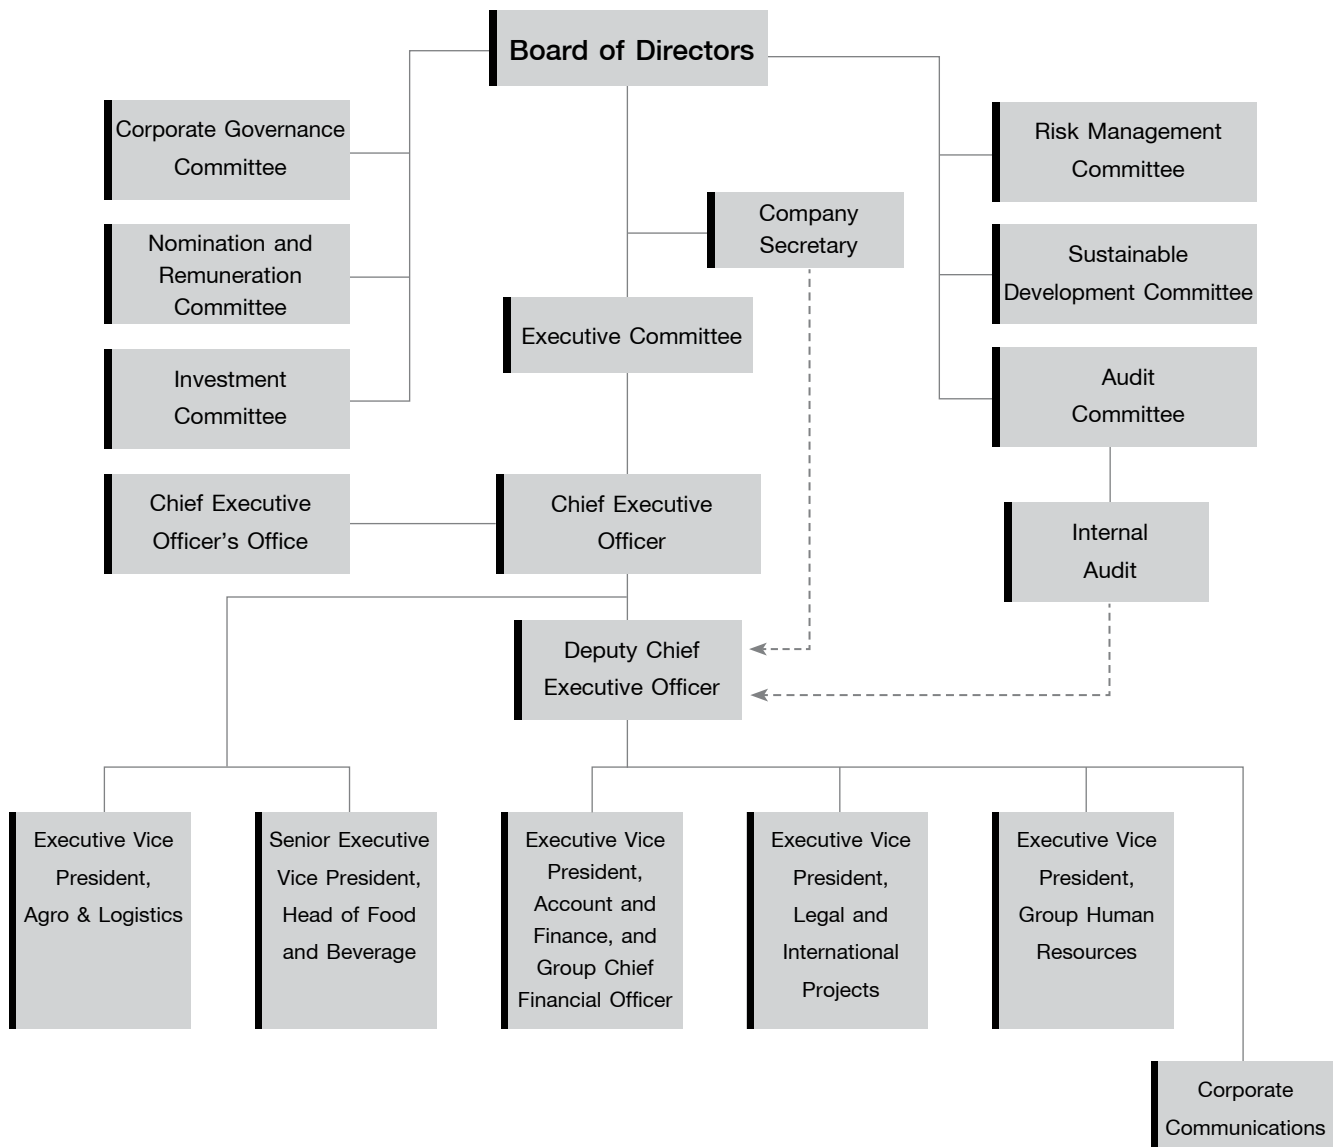 Board of Directors
Corporate Governance
Committee
Nomination and
Remuneration
Committee
Investment
Committee
Risk Management
Committee
Sustainable
Development Committee
Audit
Committee
Company
Secretary
Executive Committee
Chief Executive
Officer's Office
Chief Executive
Officer
Internal
Audit
Deputy Chief
Executive Officer
Executive Vice
President,
Agro & Logistics
Senior Executive
Vice President,
Head of Food
and Beverage
Executive Vice
President,
Account and
Finance, and
Group Chief
Financial Officer
Executive Vice
President,
Legal and
International
Projects
Executive Vice
President,
Group Human
Resources
Corporate
Communications